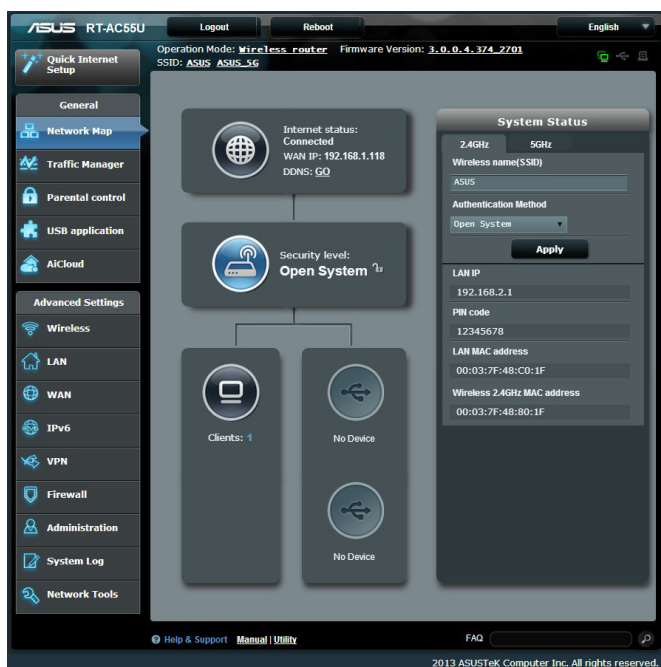 ASUS RT-AC55U
Logout
Reboot
English
Quick Internet
Setup
Operation Mode: Wireless router Firmware Version: 3.0.0.4.374_2701
SSID: ASUS ASUS_5G
General
Network Map
Traffic Manager
Parental control
USB application
AiCloud
Advanced Settings
Wireless
LAN
WAN
IPv6
VPN
Firewall
Administration
System Log
Network Tools
Internet status:
Connected
WAN IP: 192.168.1.118
DDNS: GO
Security level:
Open System
Clients: 1
No Device
No Device
System Status
2.4GHz
5GHz
Wireless name(SSID)
ASUS
Authentication Method
Open System
Apply
LAN IP
192.168.2.1
PIN code
12345678
LAN MAC address
00:03:7F:48:C0:1F
Wireless 2.4GHz MAC address
00:03:7F:48:80:1F
Help & Support Manual | Utility
FAQ
2013 ASUSTeK Computer Inc. All rights reserved.